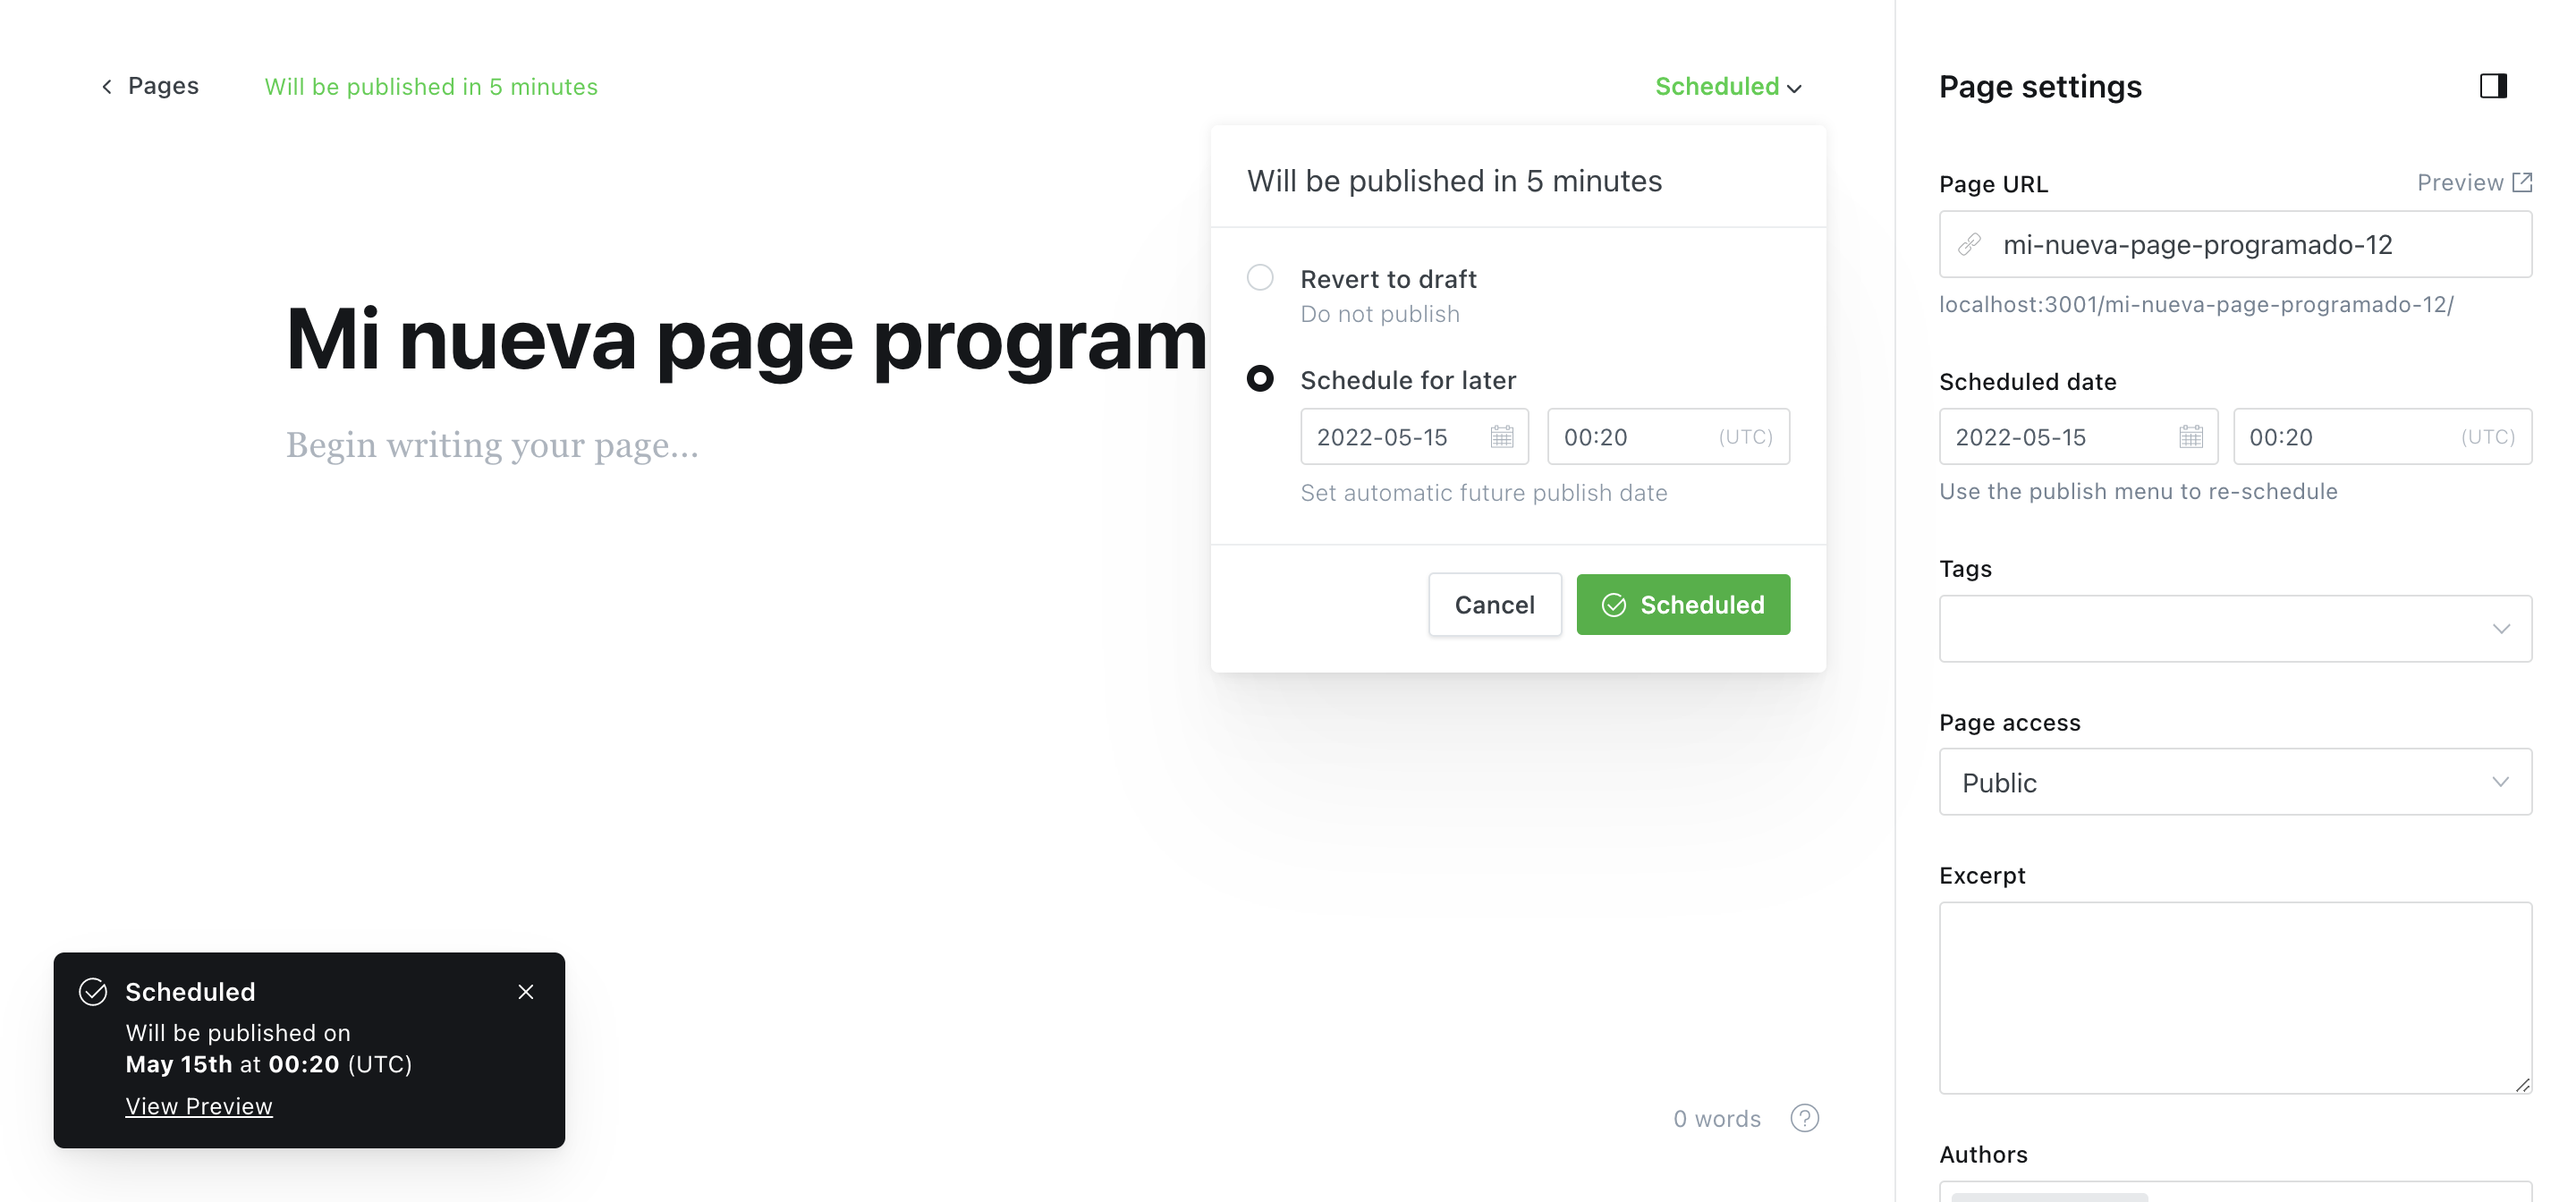 Pages
Will be published in 5 minutes
Scheduled
Will be published in 5 minutes
Revert to draft
Do not publish
Schedule for later
2022-05-15
00:20 (UTC)
Set automatic future publish date
Cancel
Scheduled
Mi nueva page program
Begin writing your page...
Scheduled
Will be published on
May 15th at 00:20 (UTC)
View Preview
0 words
?
Page settings
Page URL
Preview
mi-nueva-page-programado-12
localhost:3001/mi-nueva-page-programado-12/
Scheduled date
2022-05-15
00:20 (UTC)
Use the publish menu to re-schedule
Tags
Page access
Public
Excerpt
Authors